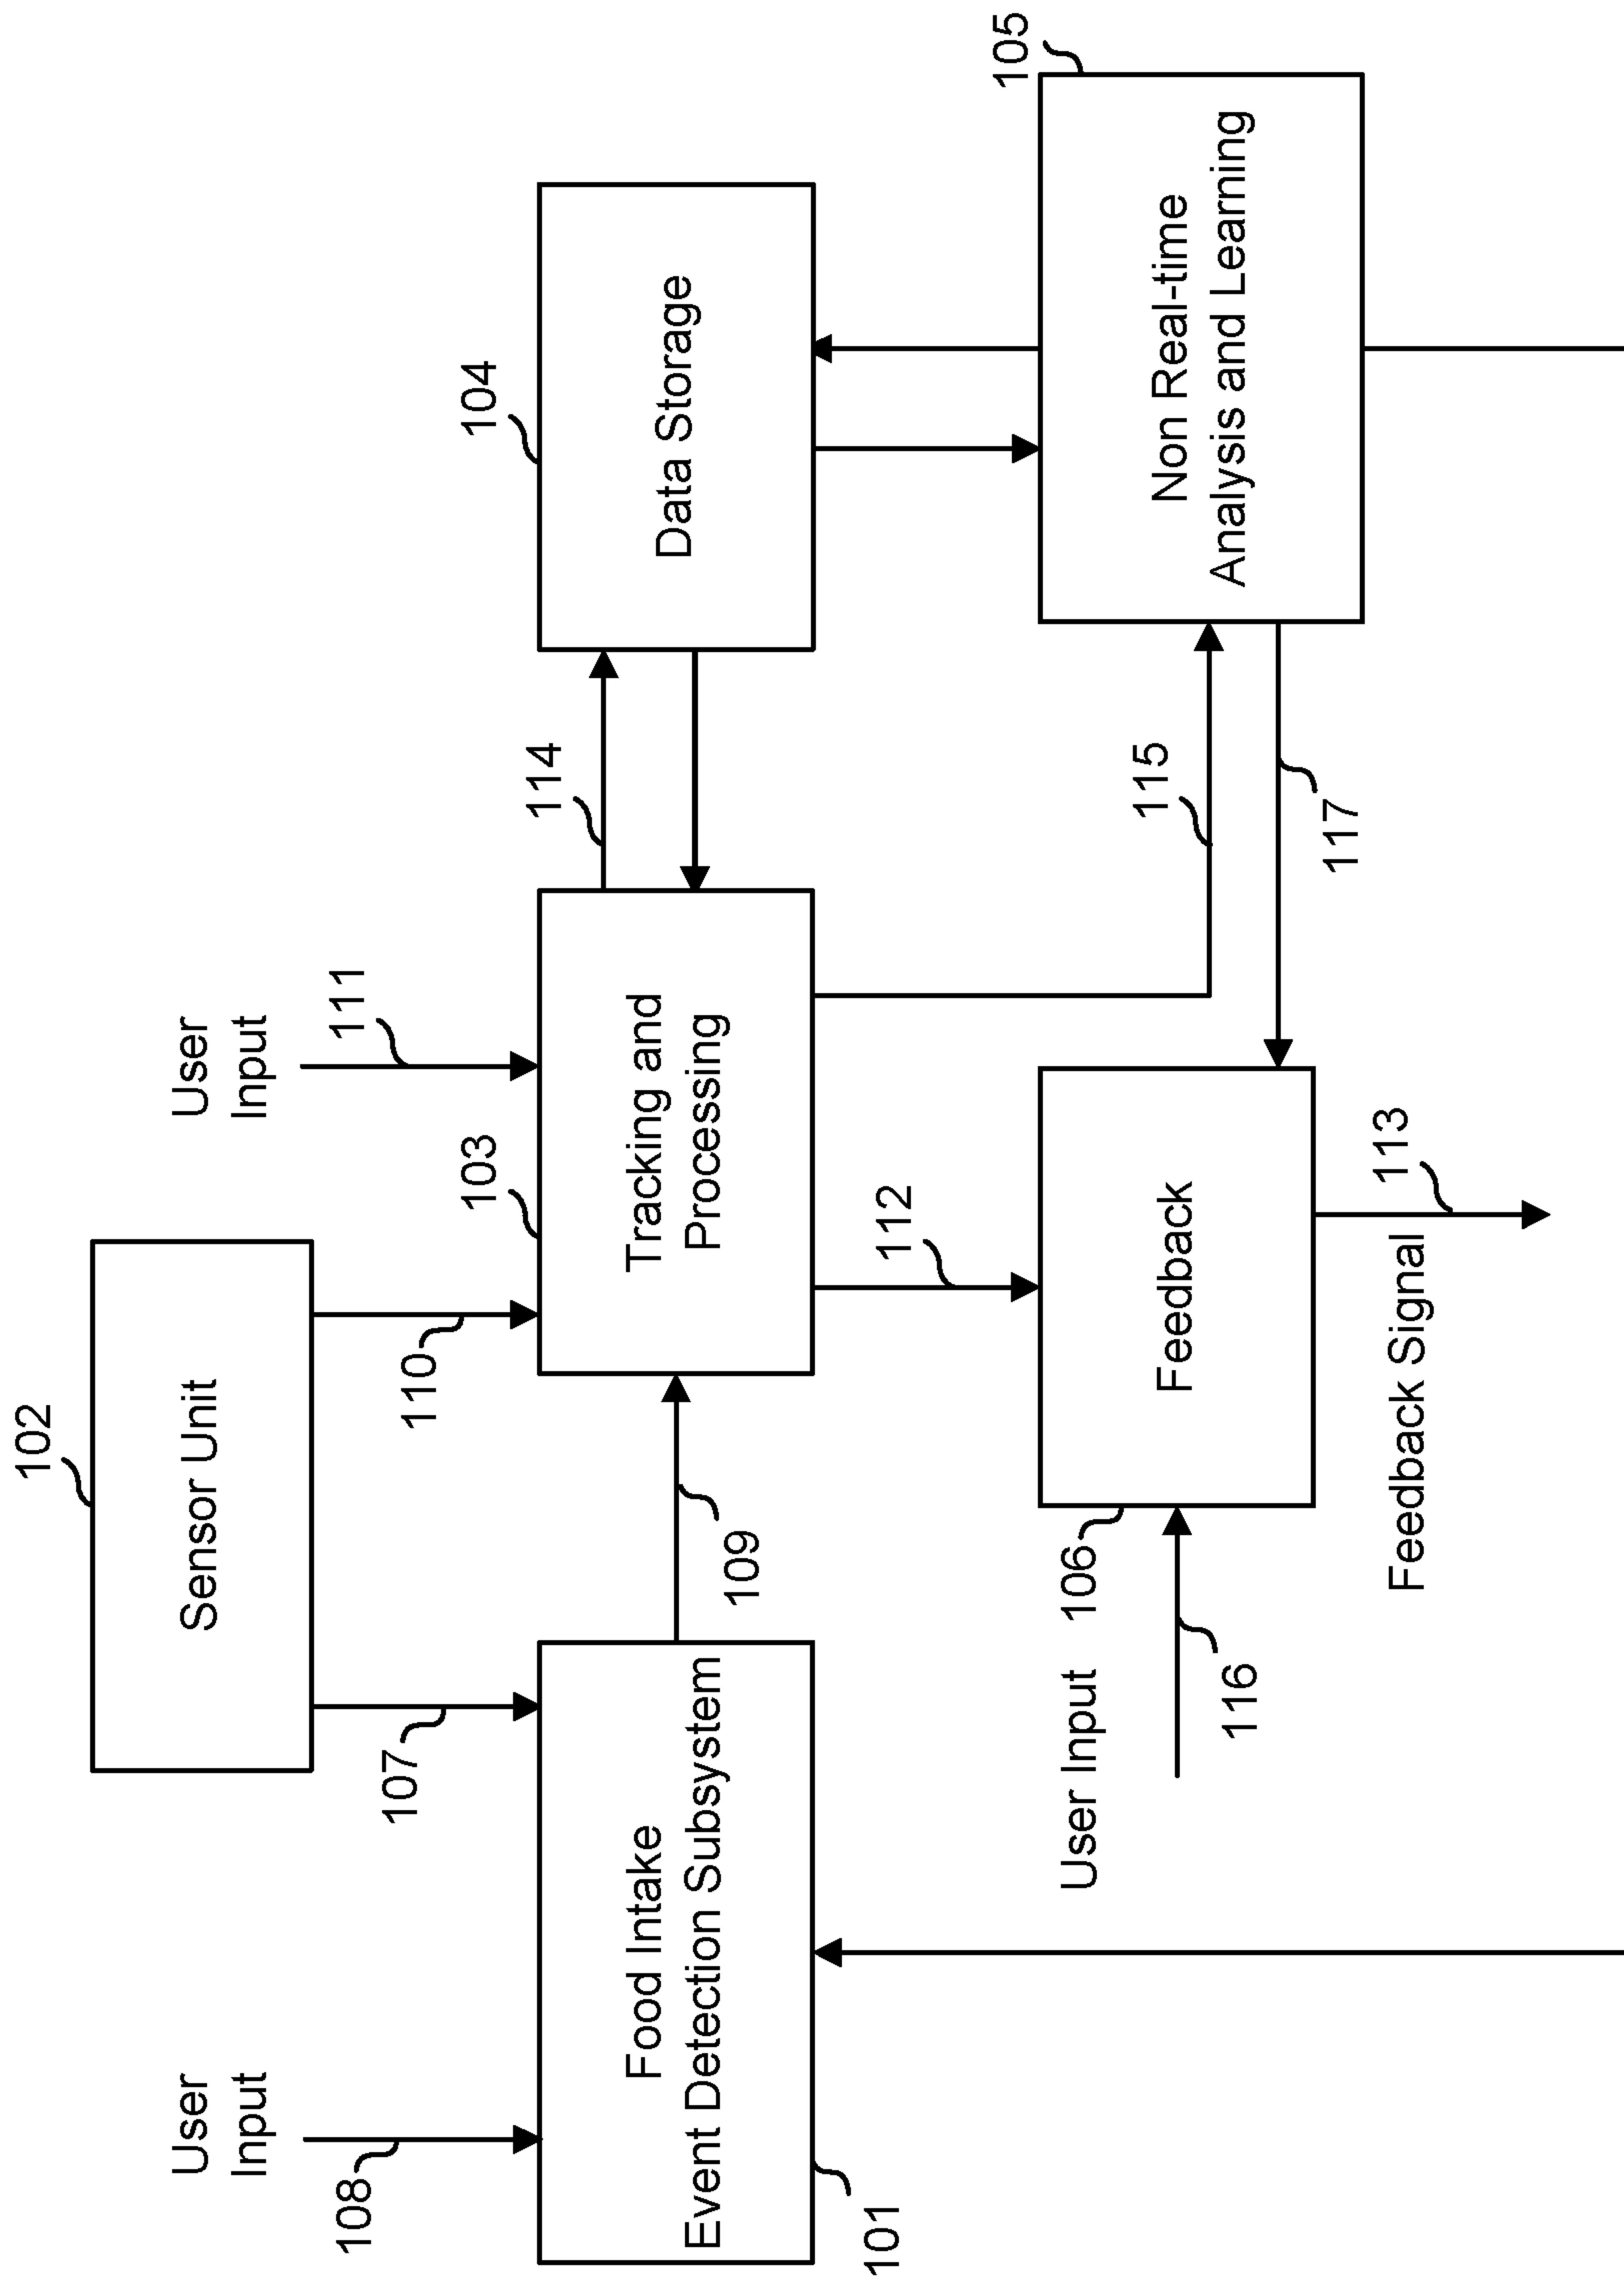 102
Sensor Unit
User
Input
108
107
110
User
Input
111
103
104
Food Intake
Event Detection Subsystem
101
109
Tracking and
Processing
114
Data Storage
112
105
User Input
116
106
Feedback
115
117
Non Real-time
Analysis and Learning
Feedback Signal
113